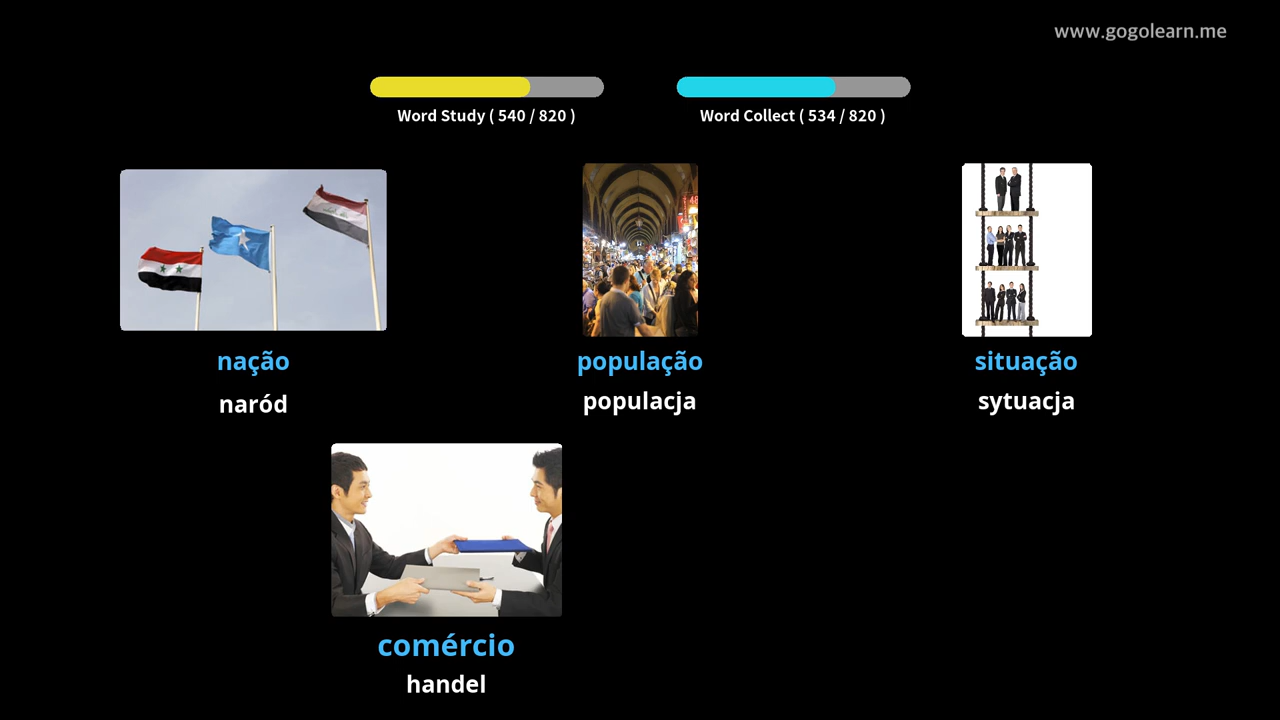 www.gogolearn.me
Word Study ( 540 / 820 )
Word Collect ( 534 / 820 )
nação
naród
população
populacja
situação
sytuacja
comércio
handel